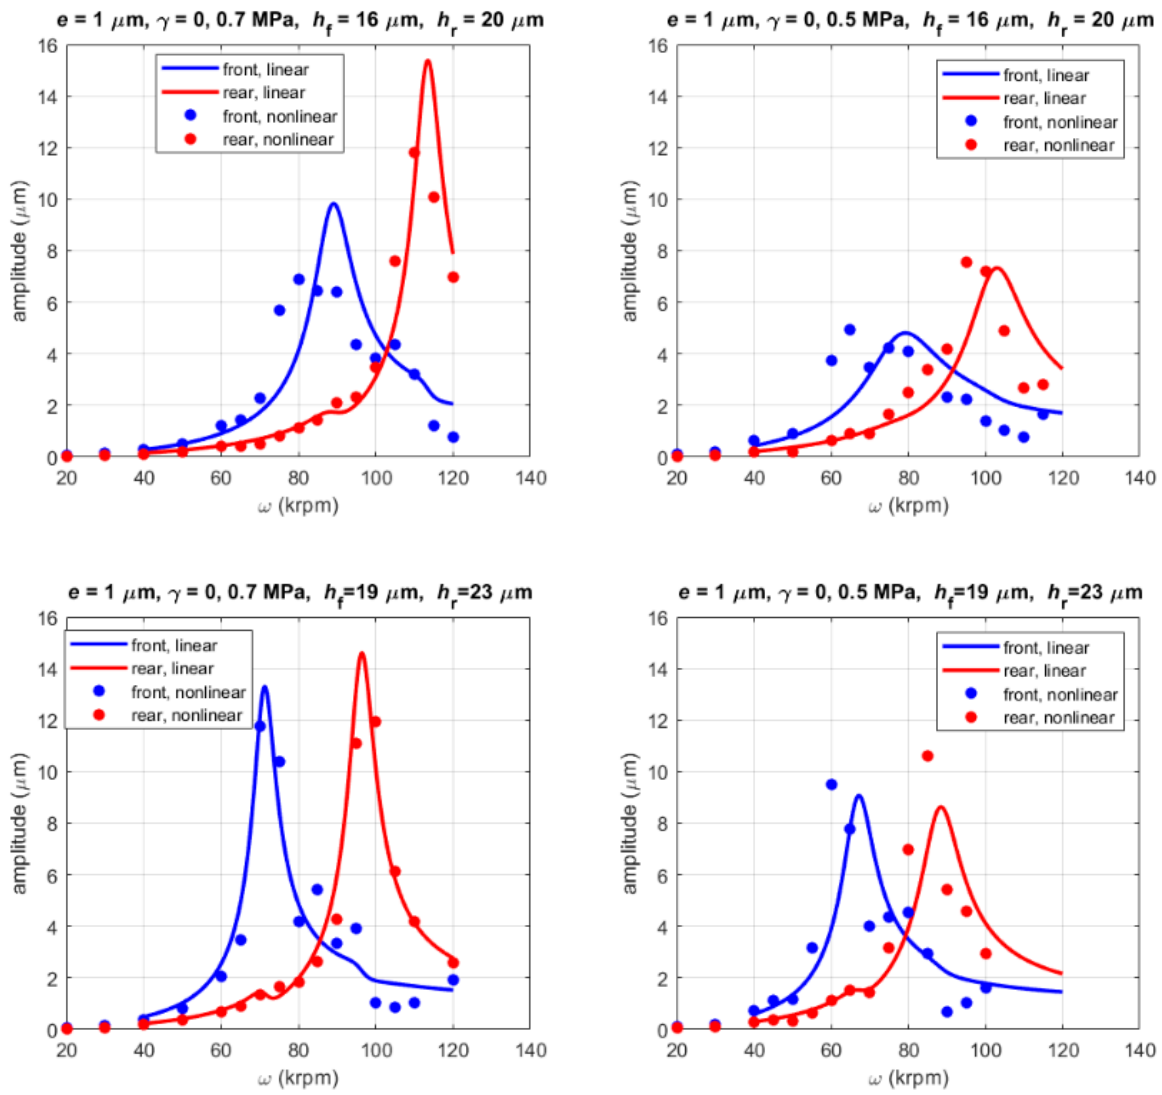 e = 1 μm, γ = 0, 0.7 MPa, h_f = 16 μm, h_r = 20 μm
16
14
12
10
8
6
4
2
0
amplitude (μm)
front, linear
rear, linear
front, nonlinear
rear, nonlinear
20 40 60 80 100 120 140
ω (krpm)
e = 1 μm, γ = 0, 0.5 MPa, h_f = 16 μm, h_r = 20 μm
16
14
12
10
8
6
4
2
0
amplitude (μm)
front, linear
rear, linear
front, nonlinear
rear, nonlinear
20 40 60 80 100 120 140
ω (krpm)
e = 1 μm, γ = 0, 0.7 MPa, h_f=19 μm, h_r=23 μm
16
14
12
10
8
6
4
2
0
amplitude (μm)
front, linear
rear, linear
front, nonlinear
rear, nonlinear
20 40 60 80 100 120 140
ω (krpm)
e = 1 μm, γ = 0, 0.5 MPa, h_f=19 μm, h_r=23 μm
16
14
12
10
8
6
4
2
0
amplitude (μm)
front, linear
rear, linear
front, nonlinear
rear, nonlinear
20 40 60 80 100 120 140
ω (krpm)